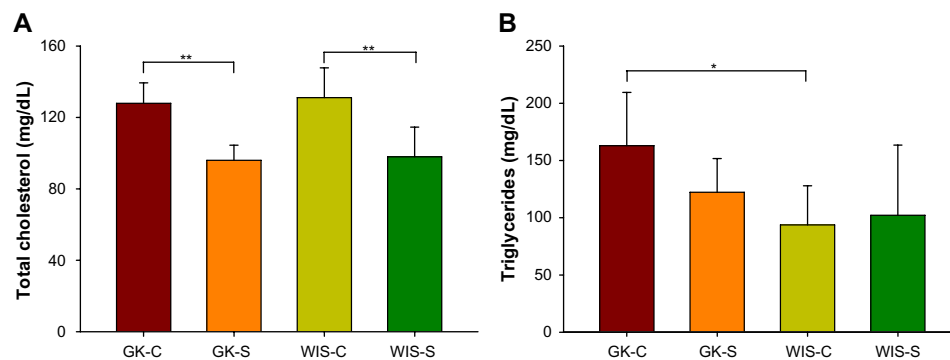 A
Total cholesterol (mg/dL)
160
120
80
40
0
**
**
GK-C
GK-S
WIS-C
WIS-S
B
Triglycerides (mg/dL)
250
200
150
100
50
0
*
GK-C
GK-S
WIS-C
WIS-S